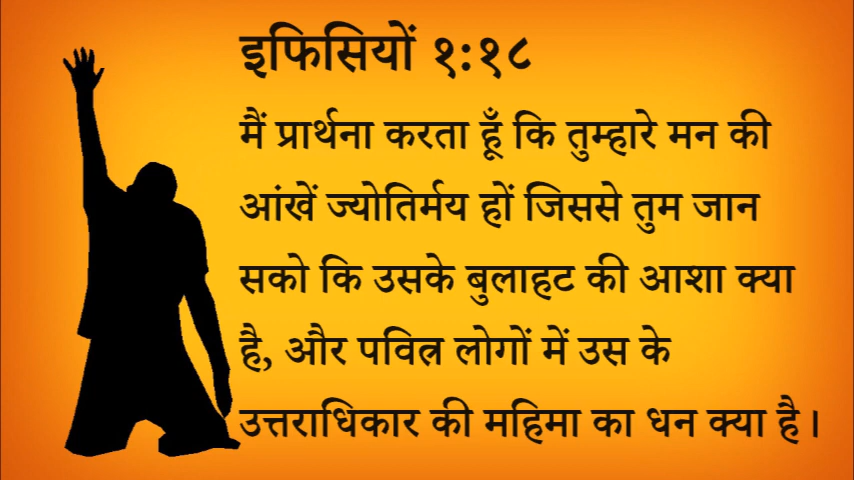 इफिसियों १:१८
मैं प्रार्थना करता हूँ कि तुम्हारे मन की
आंखें ज्योतिर्मय हों जिससे तुम जान
सको कि उसके बुलाहट की आशा क्या
है, और पवित्र लोगों में उस के
उत्तराधिकार की महिमा का धन क्या है।